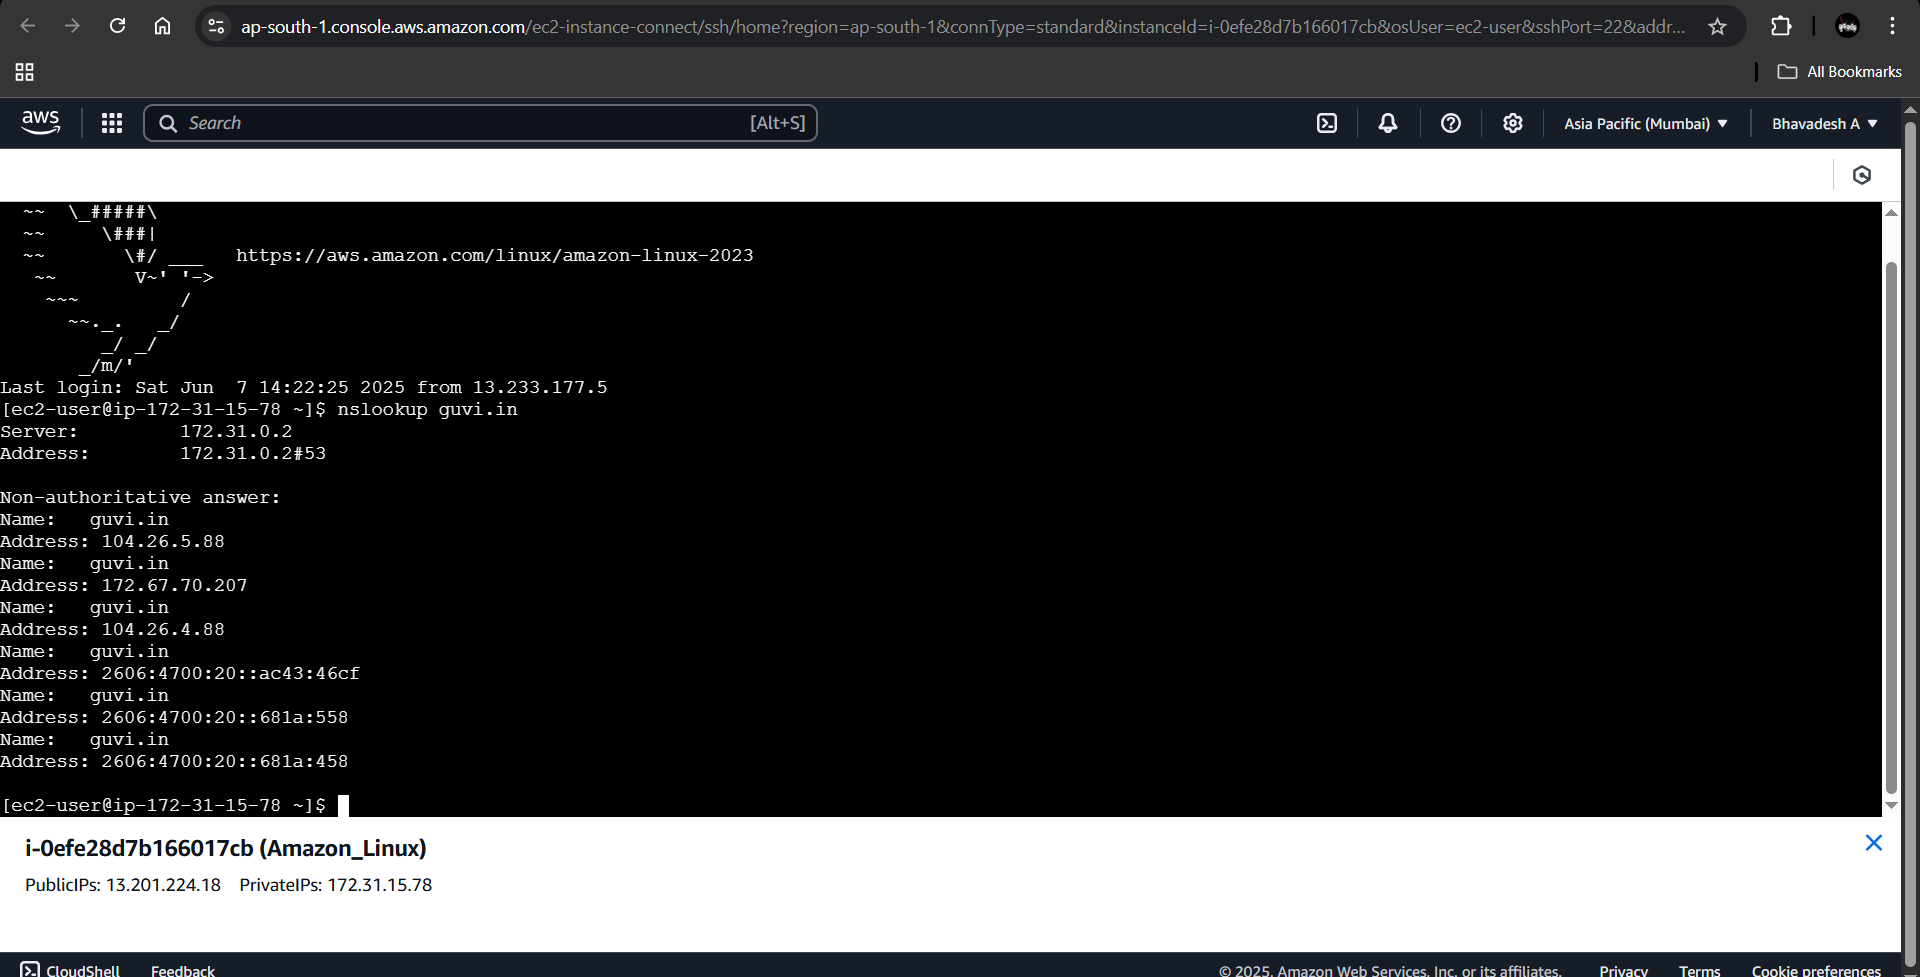 ap-south-1.console.aws.amazon.com/ec2-instance-connect/ssh/home?region=ap-south-1&connType=standard&instanceId=i-0efe28d7b166017cb&osUser=ec2-user&sshPort=22&addr...
All Bookmarks
aws
Search
[Alt+S]
Asia Pacific (Mumbai)
Bhavadesh A
~~  \_#####\
~~     \###|
~~       \#/ ___   https://aws.amazon.com/linux/amazon-linux-2023
~~       V~' '->
~~~         /
~~._.   _/
_/ _/
_/m/'
Last login: Sat Jun  7 14:22:25 2025 from 13.233.177.5
[ec2-user@ip-172-31-15-78 ~]$ nslookup guvi.in
Server:         172.31.0.2
Address:        172.31.0.2#53
Non-authoritative answer:
Name:   guvi.in
Address: 104.26.5.88
Name:   guvi.in
Address: 172.67.70.207
Name:   guvi.in
Address: 104.26.4.88
Name:   guvi.in
Address: 2606:4700:20::ac43:46cf
Name:   guvi.in
Address: 2606:4700:20::681a:558
Name:   guvi.in
Address: 2606:4700:20::681a:458
[ec2-user@ip-172-31-15-78 ~]$
i-0efe28d7b166017cb (Amazon_Linux)
PublicIPs: 13.201.224.18   PrivateIPs: 172.31.15.78
CloudShell
Feedback
© 2025, Amazon Web Services, Inc. or its affiliates.
Privacy
Terms
Cookie preferences